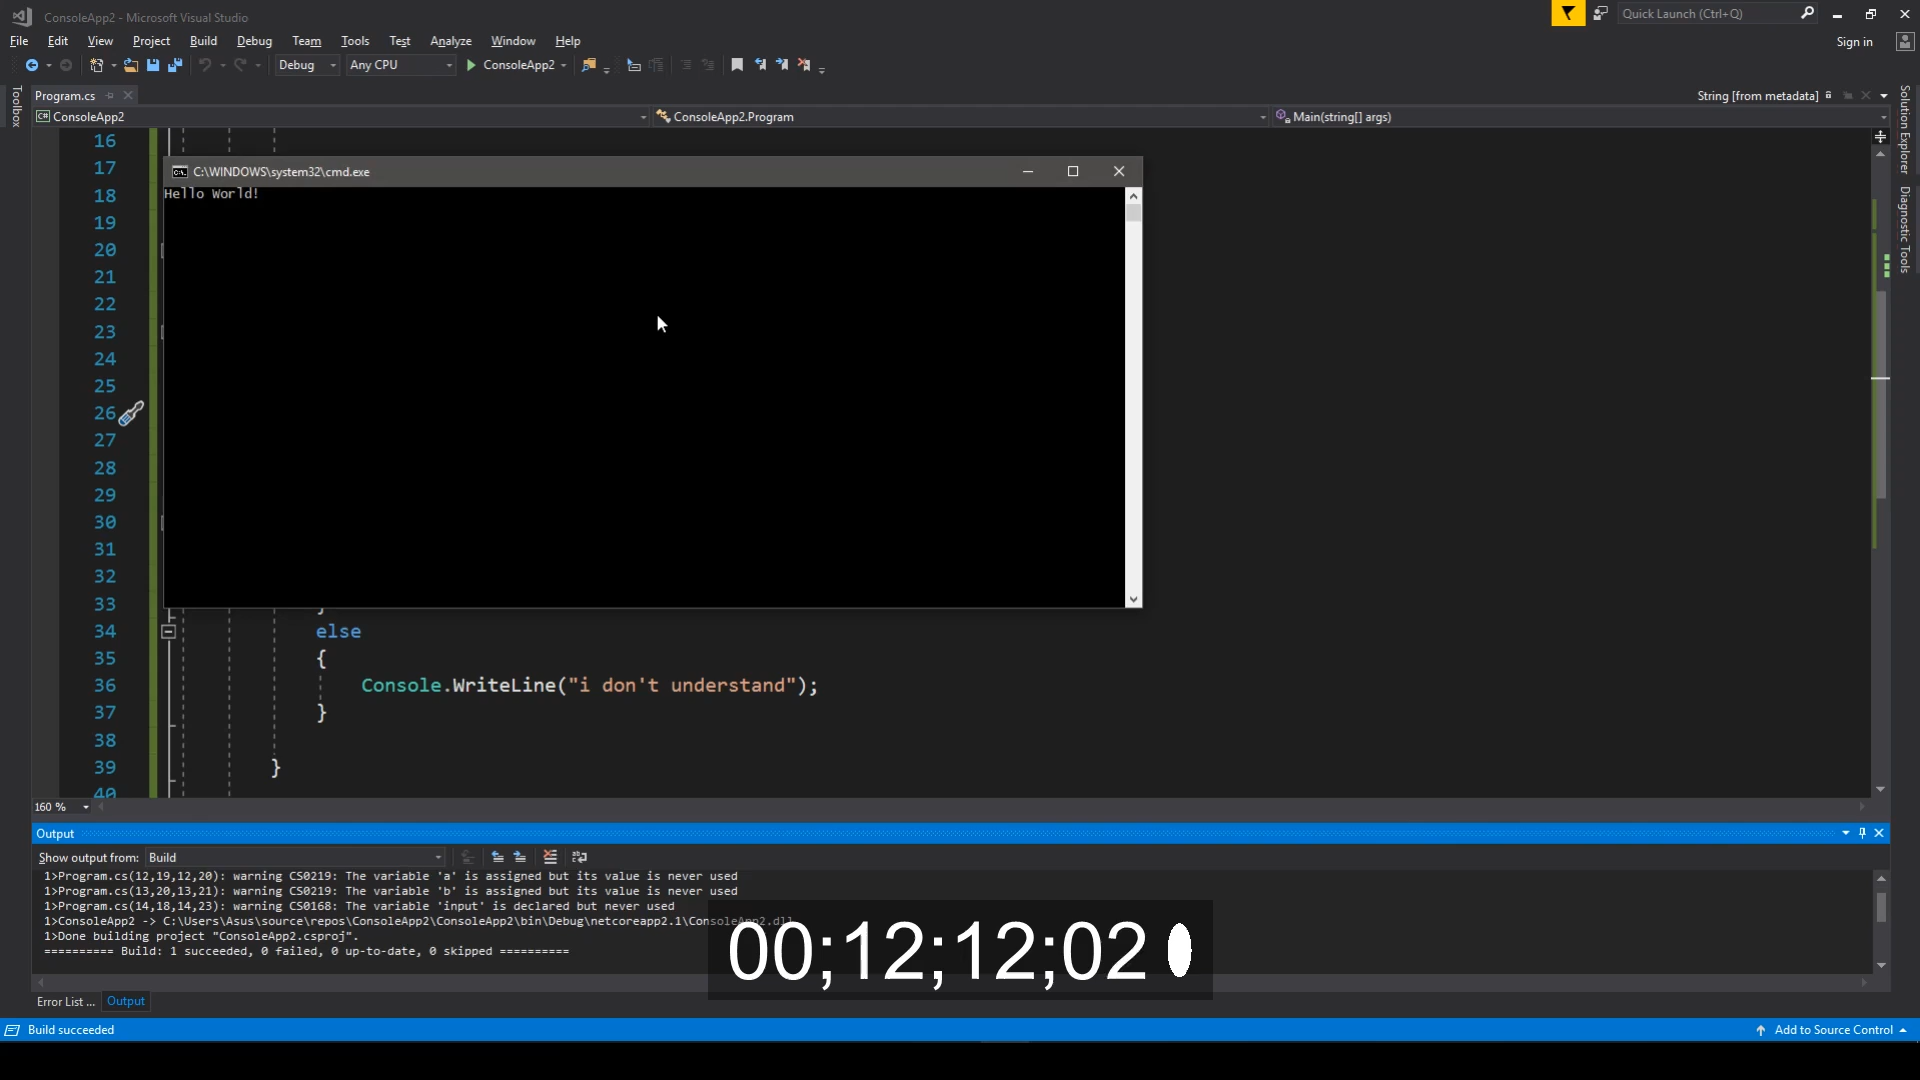 ConsoleApp2 - Microsoft Visual Studio
Quick Launch (Ctrl+Q)
File Edit View Project Build Debug Team Tools Test Analyze Window Help
Sign in
Debug Any CPU ConsoleApp2
Toolbox
Program.cs
String [from metadata]
C# ConsoleApp2
ConsoleApp2.Program
Main(string[] args)
Solution Explorer
Diagnostic Tools
16
17
C:\WINDOWS\system32\cmd.exe
18
Hello World!
19
20
21
22
23
24
25
26
27
28
29
30
31
32
33 }
34 else
35 {
36 Console.WriteLine("i don't understand");
37 }
38
39 }
40
160 %
Output
Show output from: Build
1>Program.cs(12,19,12,20): warning CS0219: The variable 'a' is assigned but its value is never used
1>Program.cs(13,20,13,21): warning CS0219: The variable 'b' is assigned but its value is never used
1>Program.cs(14,18,14,23): warning CS0168: The variable 'input' is declared but never used
1>ConsoleApp2 -> C:\Users\Asus\source\repos\ConsoleApp2\ConsoleApp2\bin\Debug\netcoreapp2.1\ConsoleApp2.dll
1>Done building project "ConsoleApp2.csproj".
========== Build: 1 succeeded, 0 failed, 0 up-to-date, 0 skipped ==========
00;12;12;02
Error List ... Output
Build succeeded
Add to Source Control